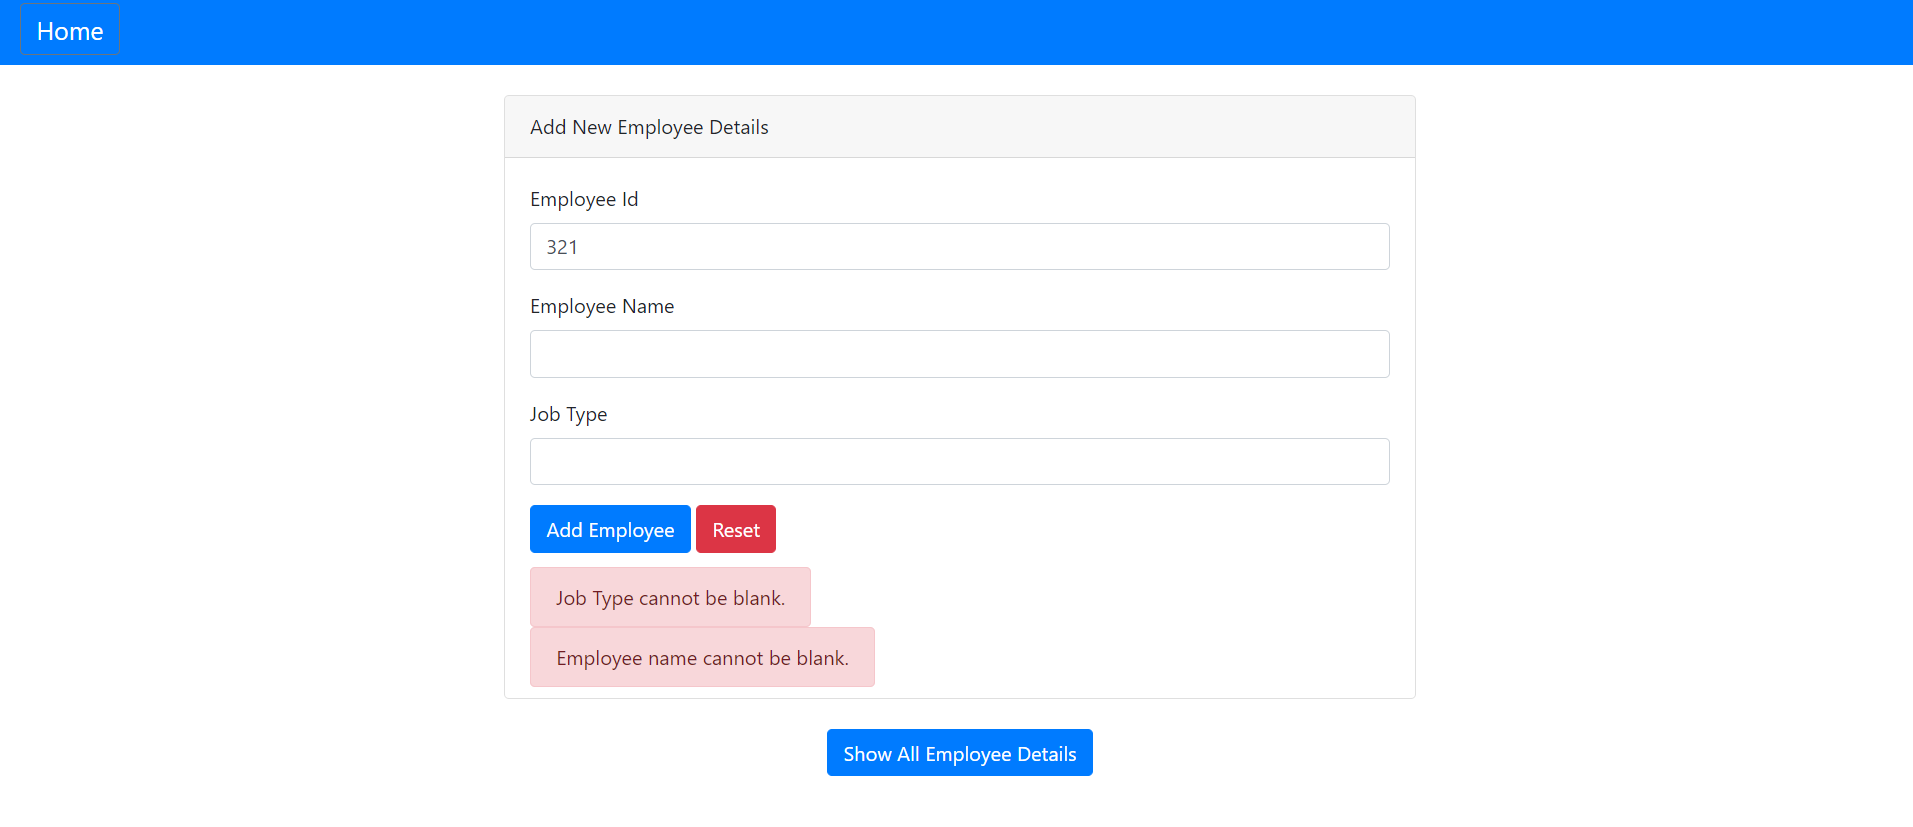 Home
Add New Employee Details
Employee Id
321
Employee Name
Job Type
Add Employee Reset
Job Type cannot be blank.
Employee name cannot be blank.
Show All Employee Details